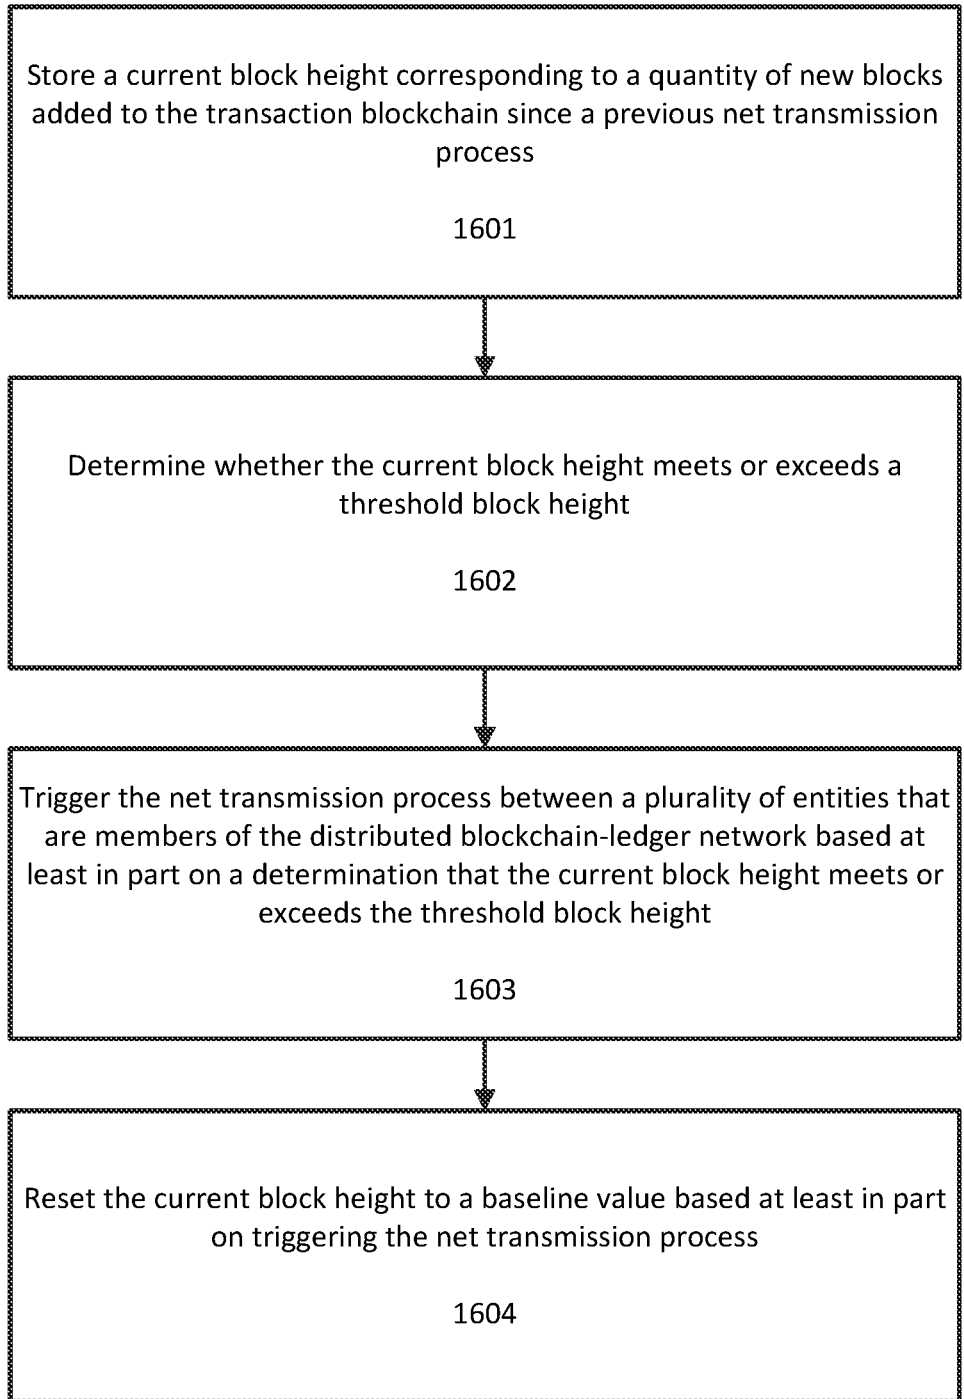 Store a current block height corresponding to a quantity of new blocks
added to the transaction blockchain since a previous net transmission
process
1601
Determine whether the current block height meets or exceeds a
threshold block height
1602
Trigger the net transmission process between a plurality of entities that
are members of the distributed blockchain-ledger network based at
least in part on a determination that the current block height meets or
exceeds the threshold block height
1603
Reset the current block height to a baseline value based at least in part
on triggering the net transmission process
1604